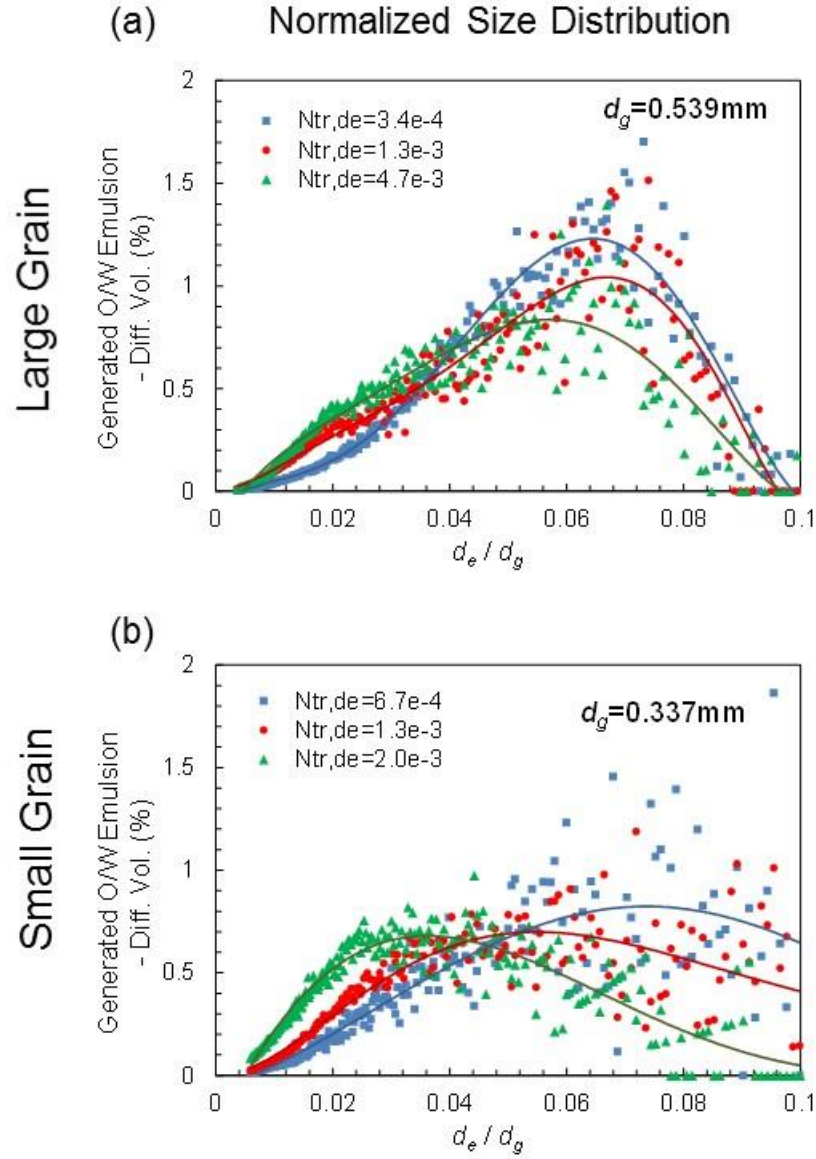 (a) Normalized Size Distribution
Large Grain
Generated O/W Emulsion
- Diff. Vol. (%)
2
1.5
1
0.5
0
Ntr,de=3.4e-4
Ntr,de=1.3e-3
Ntr,de=4.7e-3
dg=0.539mm
0 0.02 0.04 0.06 0.08 0.1
de / dg
(b)
Small Grain
Generated O/W Emulsion
- Diff. Vol. (%)
2
1.5
1
0.5
0
Ntr,de=6.7e-4
Ntr,de=1.3e-3
Ntr,de=2.0e-3
dg=0.337mm
0 0.02 0.04 0.06 0.08 0.1
de / dg